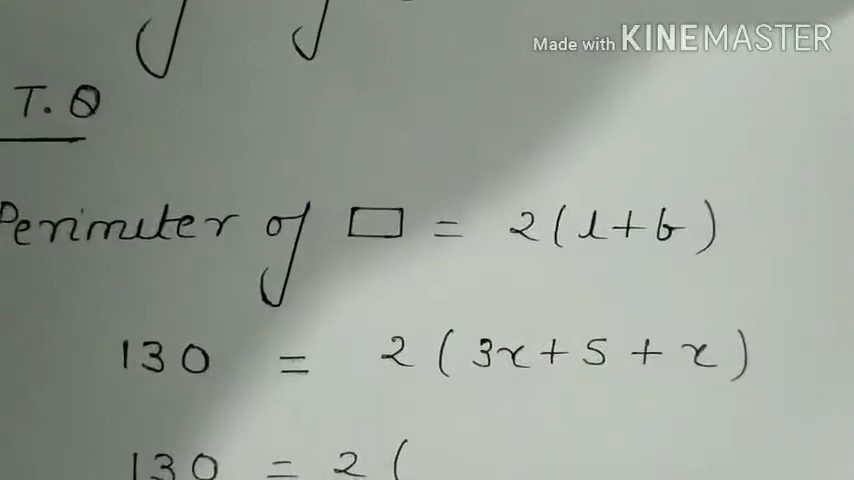 Made with KINEMASTER
T. Q
Perimeter of ▭ = 2(l+b)
130 = 2(3x+5+x)
130 = 2(